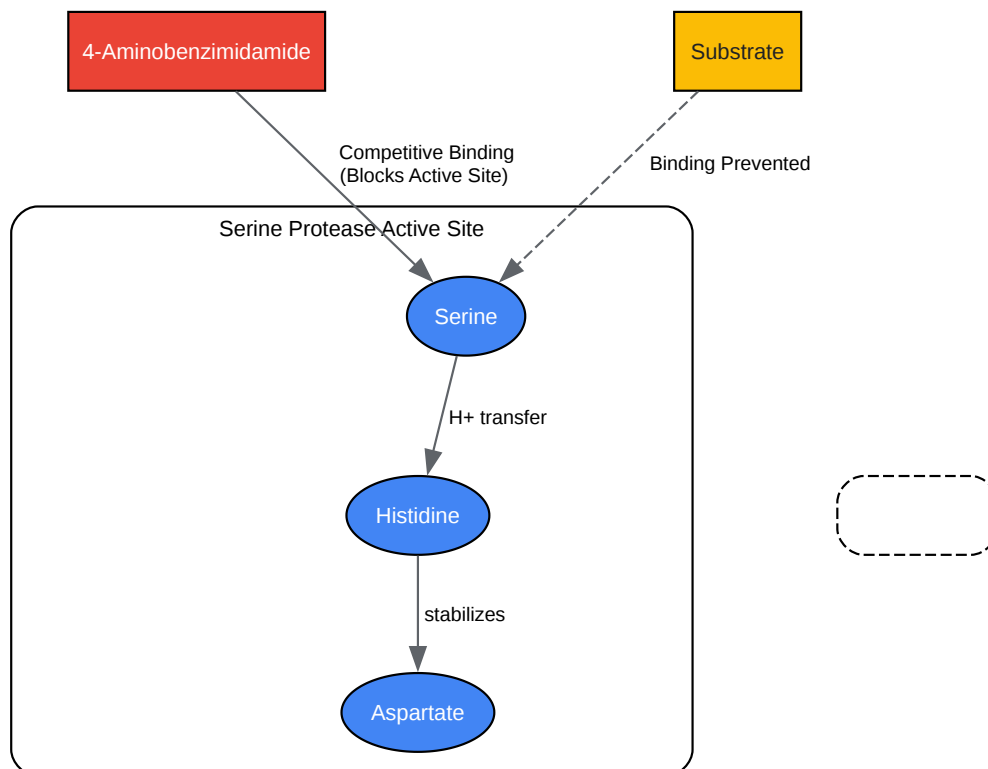 4-Aminobenzimidamide
Substrate
Competitive Binding
(Blocks Active Site)
Binding Prevented
Serine Protease Active Site
Serine
H+ transfer
Histidine
stabilizes
Aspartate